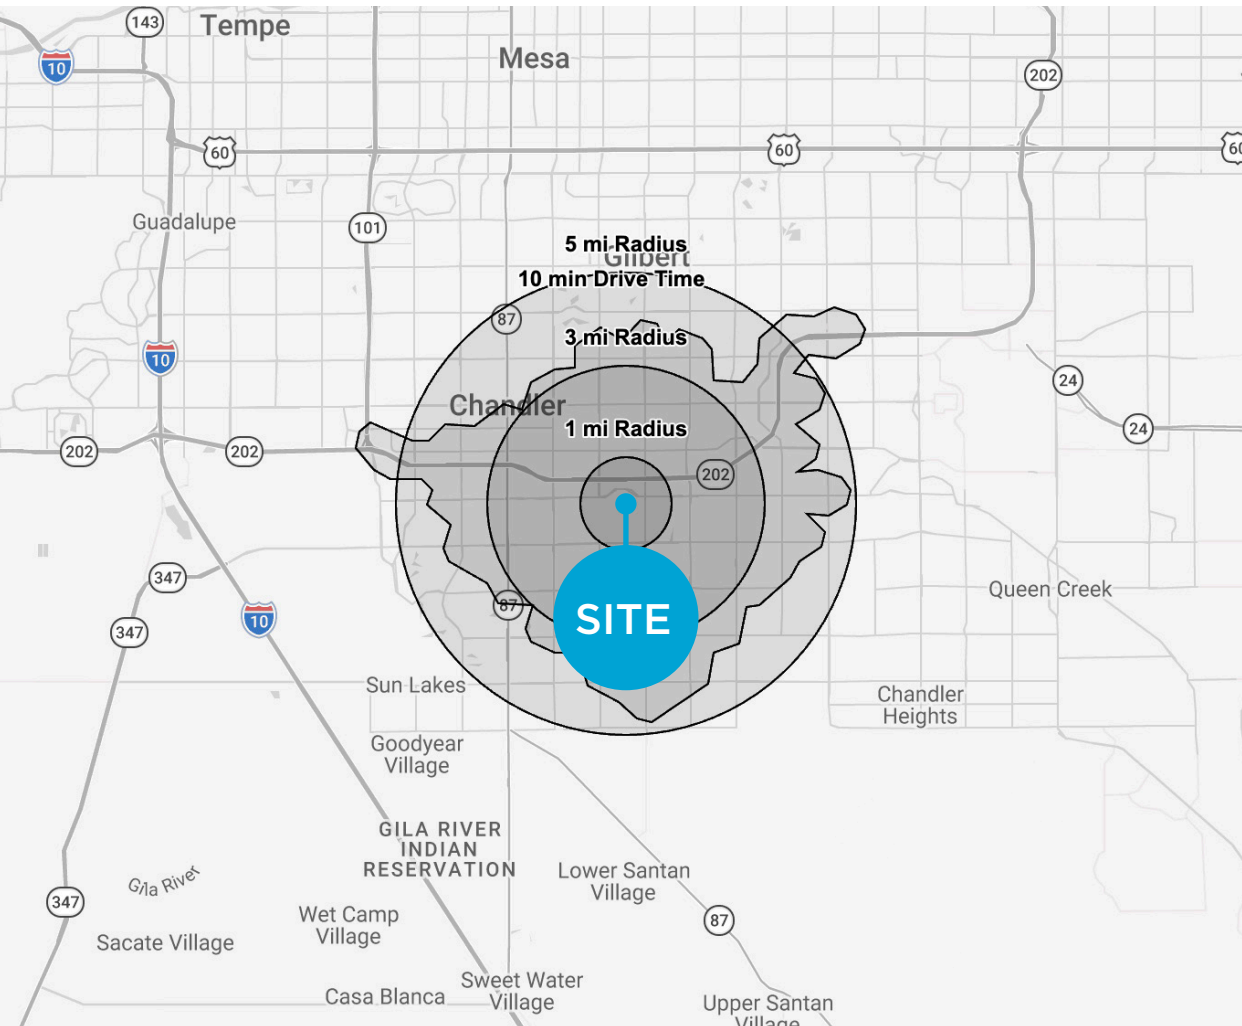 143
Tempe
Mesa
10
202
60
60
60
Guadalupe
101
5 mi Radius
Gilbert
10 min Drive Time
87
3 mi Radius
10
24
Chandler
1 mi Radius
24
202
202
202
87
347
SITE
Queen Creek
10
347
Sun Lakes
Chandler
Heights
Goodyear
Village
GILA RIVER
INDIAN
RESERVATION
Lower Santan
Village
Gila River
347
Wet Camp
Village
87
Sacate Village
Sweet Water
Village
Casa Blanca
Upper Santan
Village